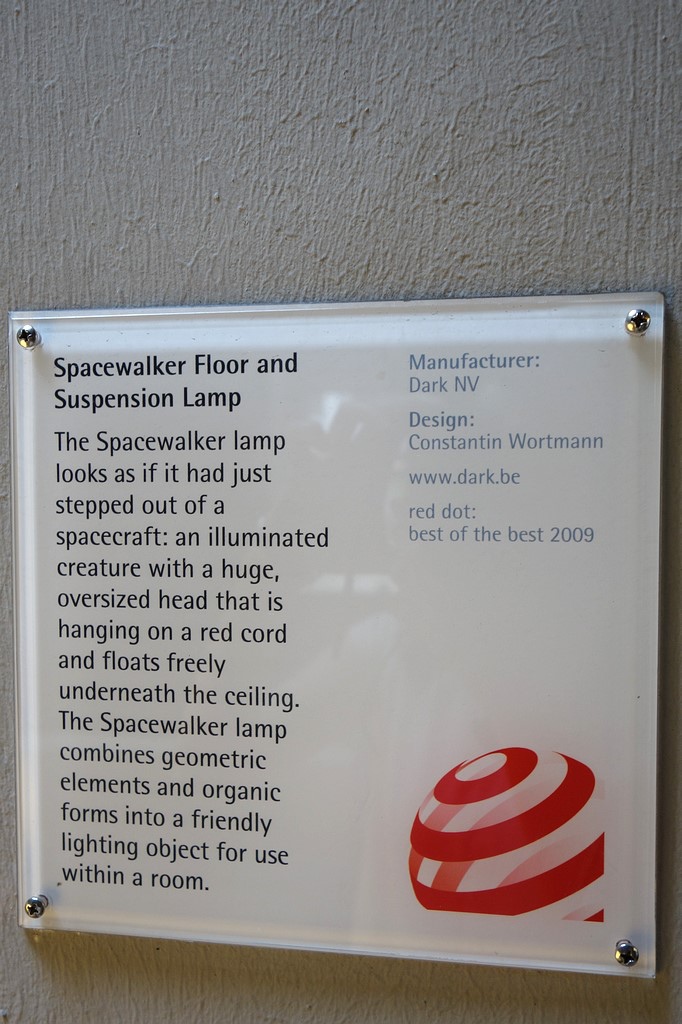 Spacewalker Floor and
Suspension Lamp
The Spacewalker lamp
looks as if it had just
stepped out of a
spacecraft: an illuminated
creature with a huge,
oversized head that is
hanging on a red cord
and floats freely
underneath the ceiling.
The Spacewalker lamp
combines geometric
elements and organic
forms into a friendly
lighting object for use
within a room.
Manufacturer:
Dark NV
Design:
Constantin Wortmann
www.dark.be
red dot:
best of the best 2009